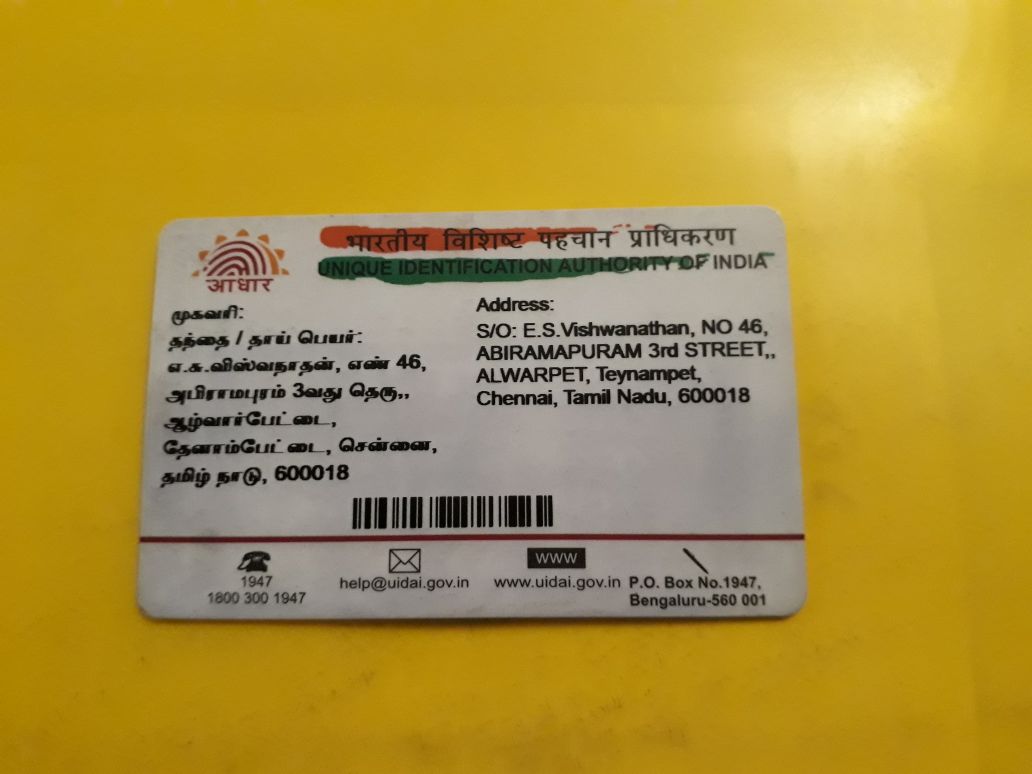 भारतीय विशिष्ट पहचान प्राधिकरण
UNIQUE IDENTIFICATION AUTHORITY OF INDIA
आधार
முகவரி:
தந்தை / தாய் பெயர்:
எ.சு.விஸ்வநாதன், எண் 46,
அபிராமபுரம் 3வது தெரு,,
ஆழ்வார்பேட்டை,
தேனாம்பேட்டை, சென்னை,
தமிழ் நாடு, 600018
Address:
S/O: E.S.Vishwanathan, NO 46,
ABIRAMAPURAM 3rd STREET,,
ALWARPET, Teynampet,
Chennai, Tamil Nadu, 600018
1947
1800 300 1947
help@uidai.gov.in
WWW
www.uidai.gov.in
P.O. Box No.1947,
Bengaluru-560 001